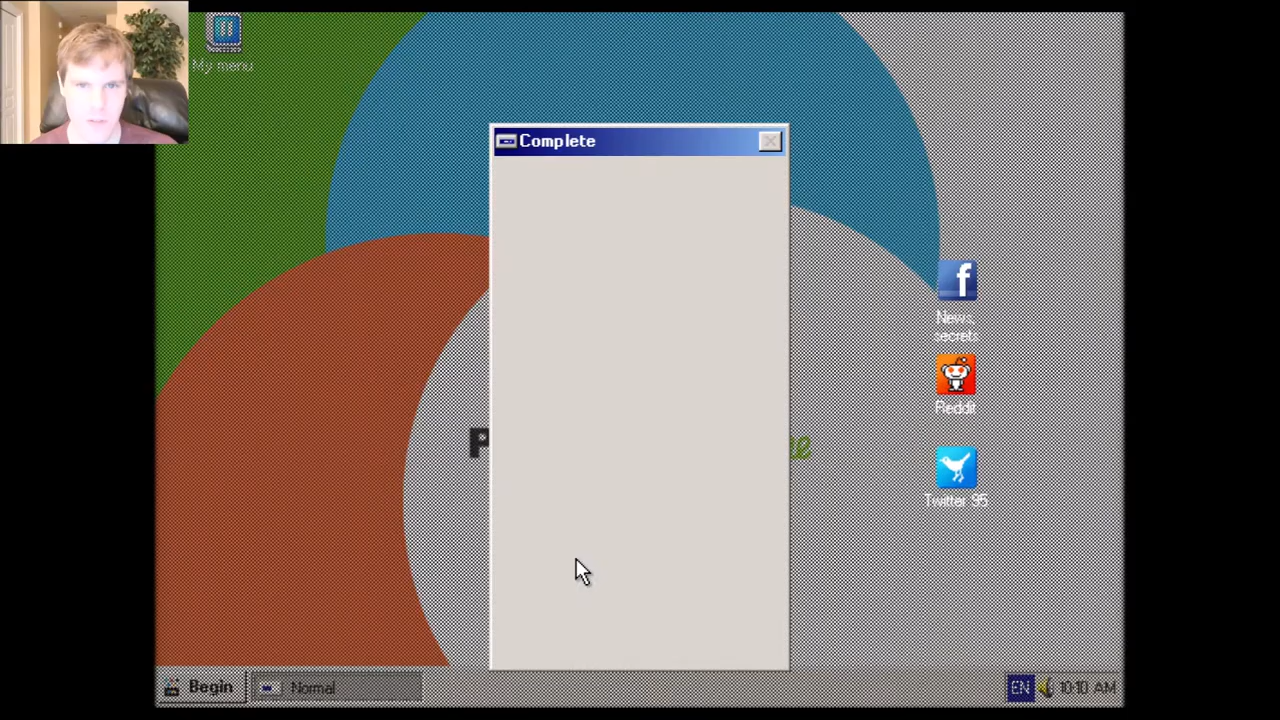 My menu
Complete
f
News,
secrets
Reddit
Twitter 95
Begin
Normal
EN
10:10 AM